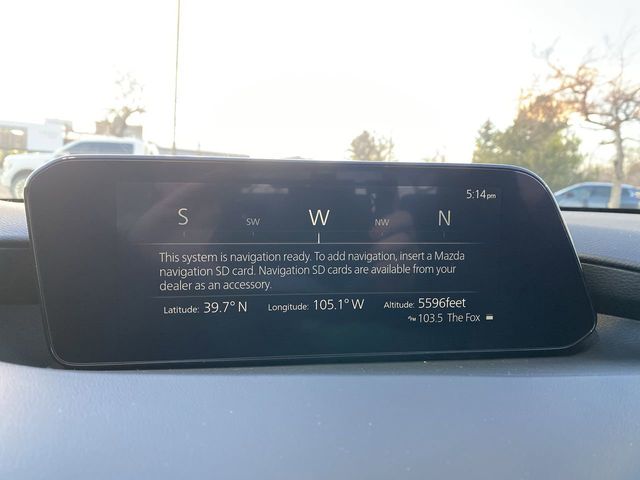 5:14pm
S SW W NW N
This system is navigation ready. To add navigation, insert a Mazda
navigation SD card. Navigation SD cards are available from your
dealer as an accessory.
Latitude: 39.7° N Longitude: 105.1° W Altitude: 5596feet
103.5 The Fox